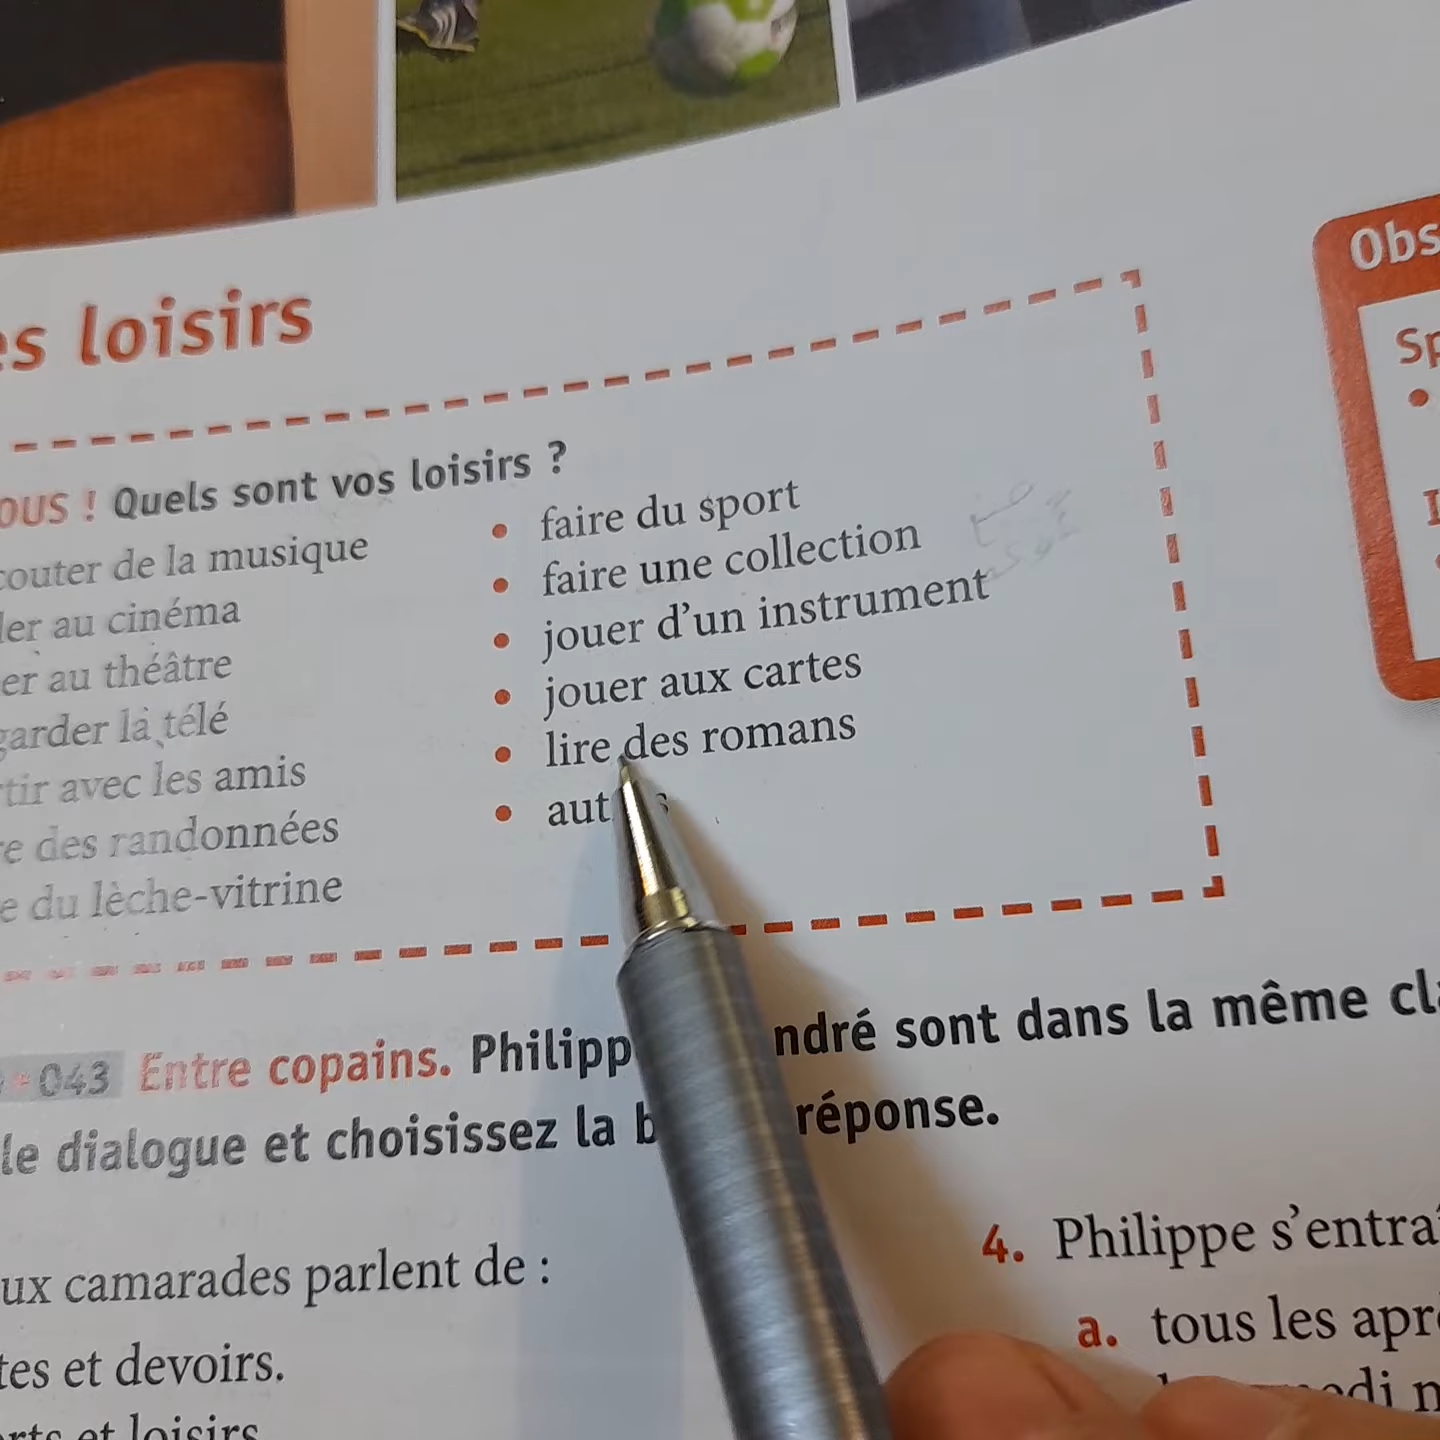 es loisirs
ous ! Quels sont vos loisirs ?
couter de la musique
ler au cinéma
er au théâtre
garder la télé
tir avec les amis
re des randonnées
e du lèche-vitrine
• faire du sport
• faire une collection
• jouer d'un instrument
• jouer aux cartes
• lire des romans
• aut s
Obs
Sp
•
043 Entre copains. Philipp ndré sont dans la même cl
le dialogue et choisissez la b réponse.
ux camarades parlent de :
tes et devoirs.
rts et loisirs
4. Philippe s'entraî
a. tous les apr